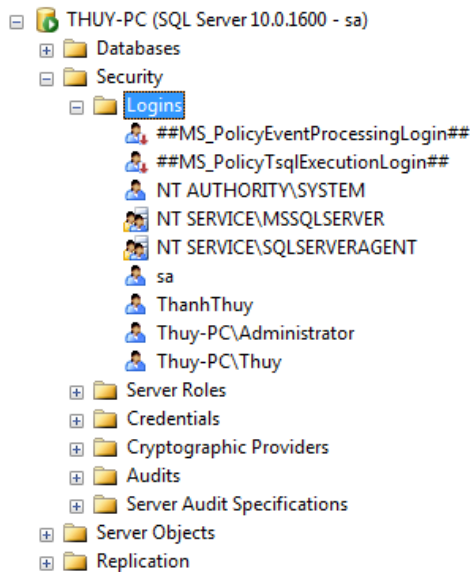 THUY-PC (SQL Server 10.0.1600 - sa)
Databases
Security
Logins
##MS_PolicyEventProcessingLogin##
##MS_PolicyTsqlExecutionLogin##
NT AUTHORITY\SYSTEM
NT SERVICE\MSSQLSERVER
NT SERVICE\SQLSERVERAGENT
sa
ThanhThuy
Thuy-PC\Administrator
Thuy-PC\Thuy
Server Roles
Credentials
Cryptographic Providers
Audits
Server Audit Specifications
Server Objects
Replication